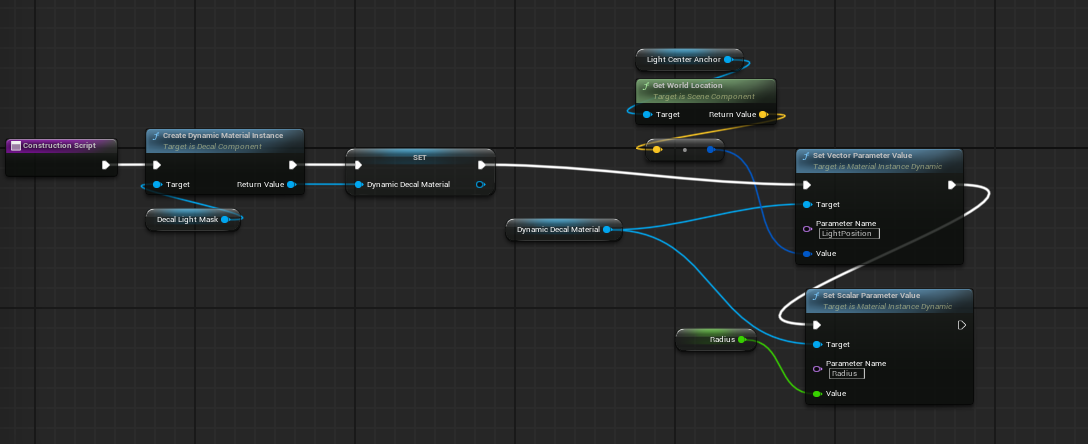 Construction Script
Create Dynamic Material Instance
Target is Decal Component
Target
Return Value
Decal Light Mask
SET
Dynamic Decal Material
Light Center Anchor
Get World Location
Target is Scene Component
Target
Return Value
Dynamic Decal Material
Set Vector Parameter Value
Target is Material Instance Dynamic
Target
Parameter Name
LightPosition
Value
Radius
Set Scalar Parameter Value
Target is Material Instance Dynamic
Target
Parameter Name
Radius
Value